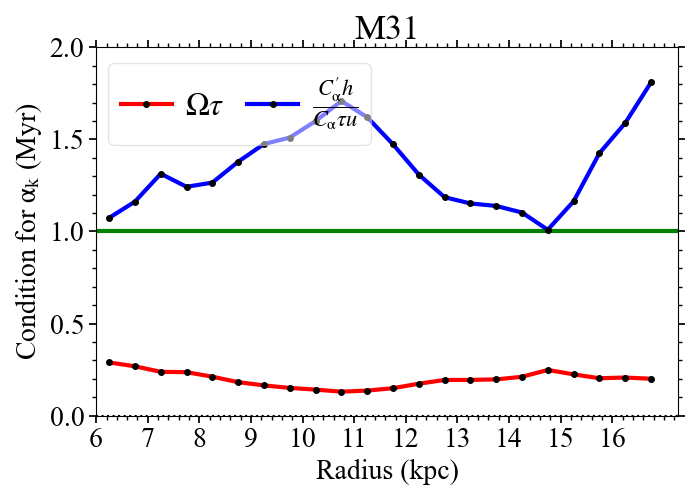 M31
2.0
1.5
1.0
0.5
0.0
Condition for αk (Myr)
Ωτ
C'αh
Cατu
6 7 8 9 10 11 12 13 14 15 16
Radius (kpc)